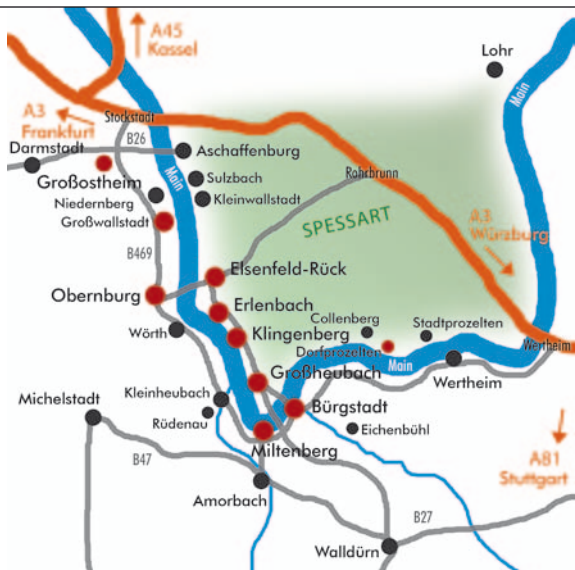 A45
Kassel
Lohr
Main
A3
Frankfurt
Stockstadt
B26
Darmstadt
Aschaffenburg
Main
Rohrbrunn
Großostheim
Sulzbach
Niedernberg
Kleinwallstadt
Großwallstadt
SPESSART
A3
Würzburg
B469
Elsenfeld-Rück
Obernburg
Erlenbach
Wörth
Klingenberg
Collenberg
Stadtprozelten
Dorfprozelten
Wertheim
Großheubach
Main
Wertheim
Kleinheubach
Michelstadt
Rüdenau
Bürgstadt
Eichenbühl
Miltenberg
B47
A81
Stuttgart
Amorbach
B27
Walldürn